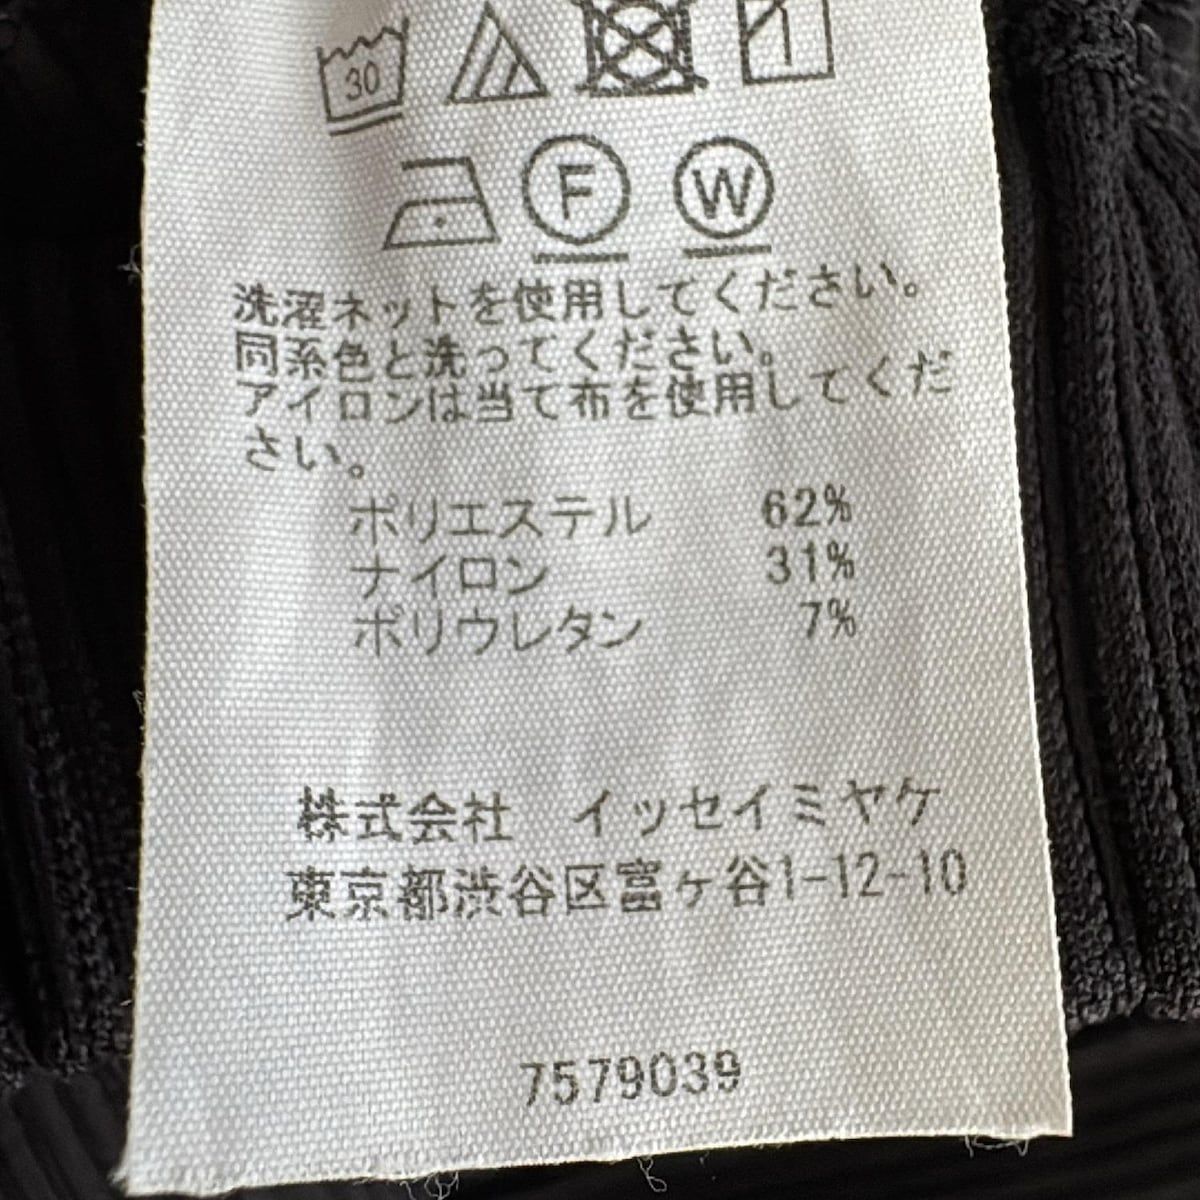 30
F W
洗濯ネットを使用してください。
同系色と洗ってください。
アイロンは当て布を使用してくだ
さい。
ポリエステル 62%
ナイロン 31%
ポリウレタン 7%
株式会社 イッセイミヤケ
東京都渋谷区富ヶ谷1-12-10
7579039